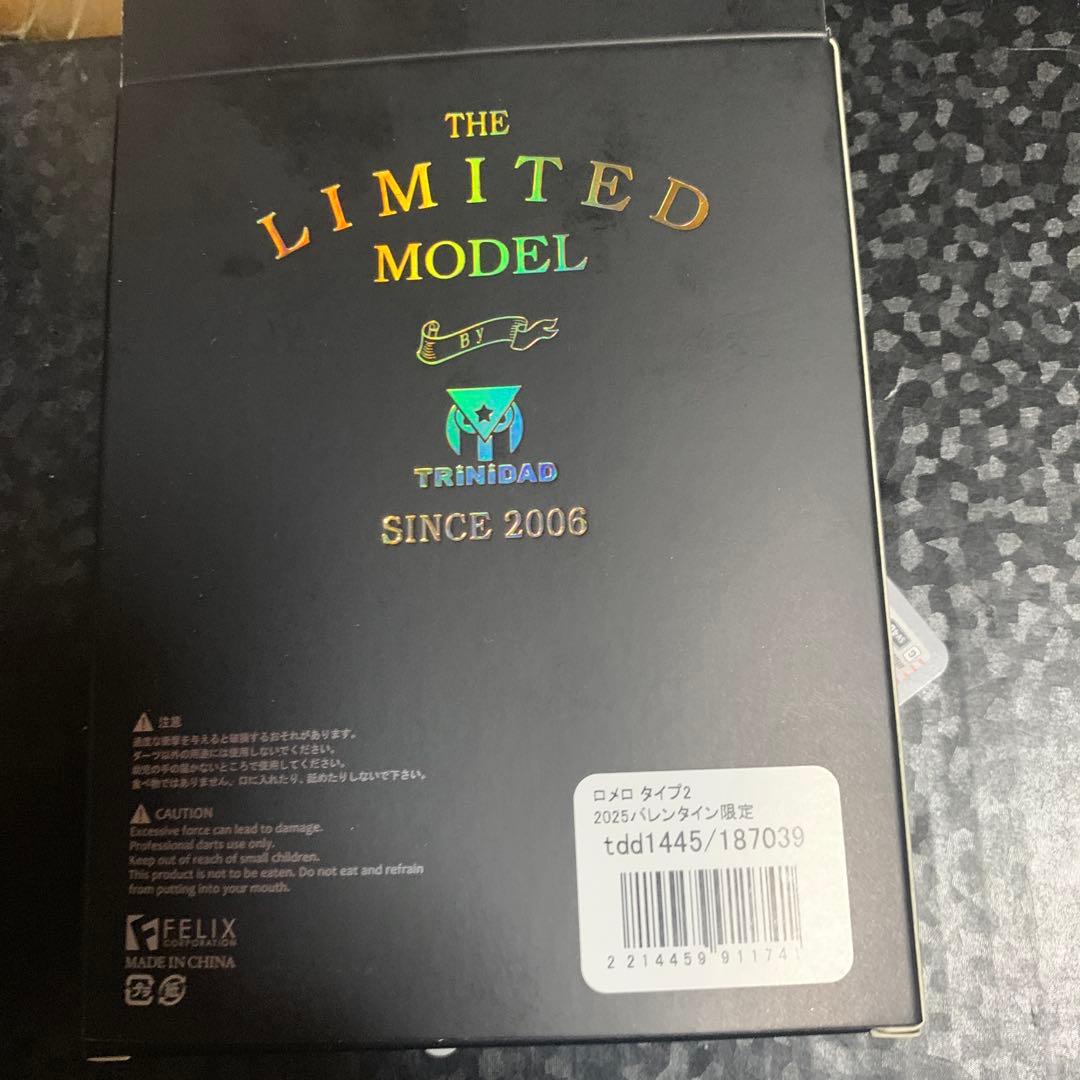 THE
LIMITED
MODEL
BY
TRiNiDAD
SINCE 2006
注意
過度な衝撃を与えると破損するおそれがあります。
ダーツ以外の用途には使用しないでください。
幼児の手の届かないところで使用してください。
食べ物ではありません。口に入れたり、舐めたりしないで下さい。
CAUTION
Excessive force can lead to damage.
Professional darts use only.
Keep out of reach of small children.
This product is not to be eaten. Do not eat and refrain
from putting into your mouth.
FELIX
CORPORATION
MADE IN CHINA
プラ
紙
ロメロ タイプ2
2025バレンタイン限定
tdd1445/187039
2 214459 911741